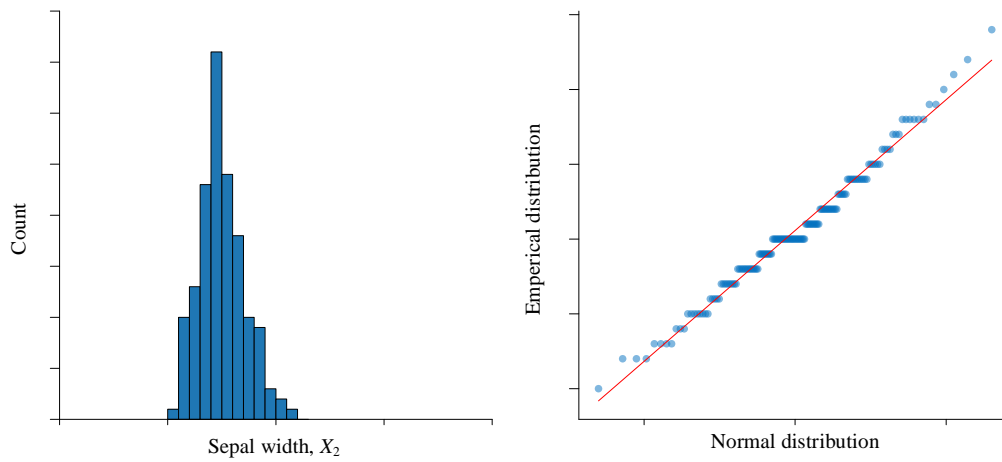 Count
Sepal width, X2
Emperical distribution
Normal distribution